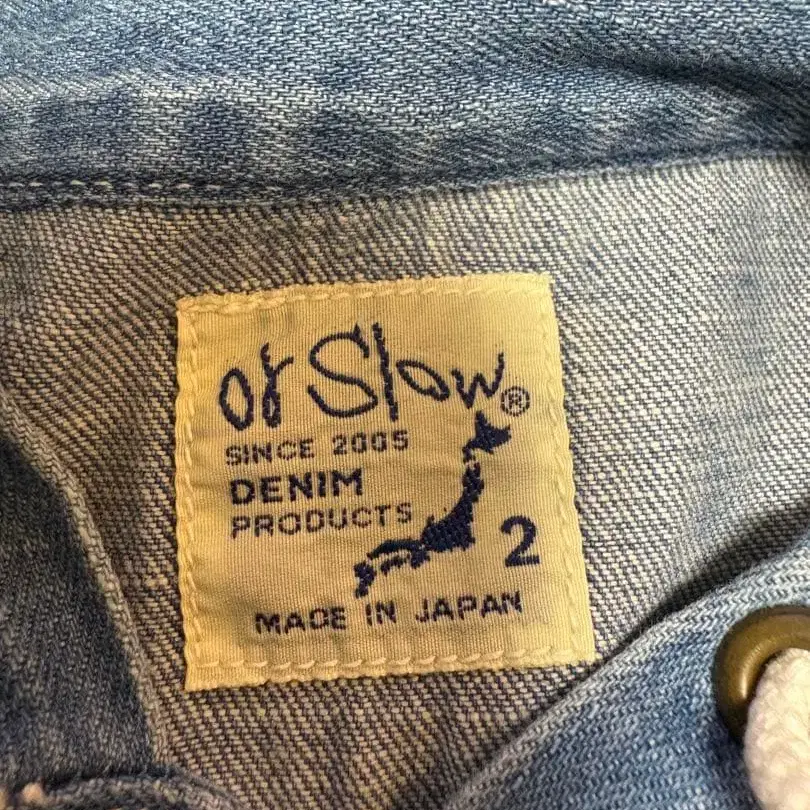 or Slow®
SINCE 2005
DENIM
PRODUCTS
2
MADE IN JAPAN